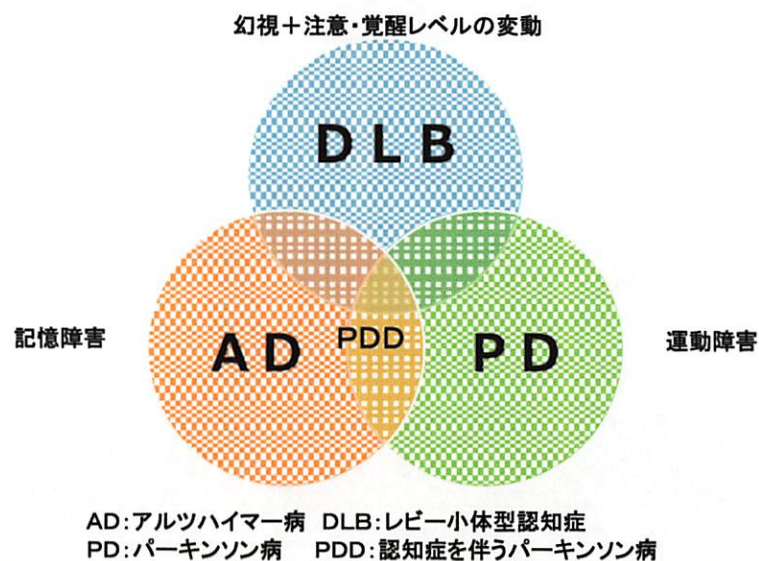 幻視＋注意・覚醒レベルの変動
DLB
記憶障害
AD
PDD
PD
運動障害
AD:アルツハイマー病 DLB:レビー小体型認知症
PD:パーキンソン病 PDD:認知症を伴うパーキンソン病